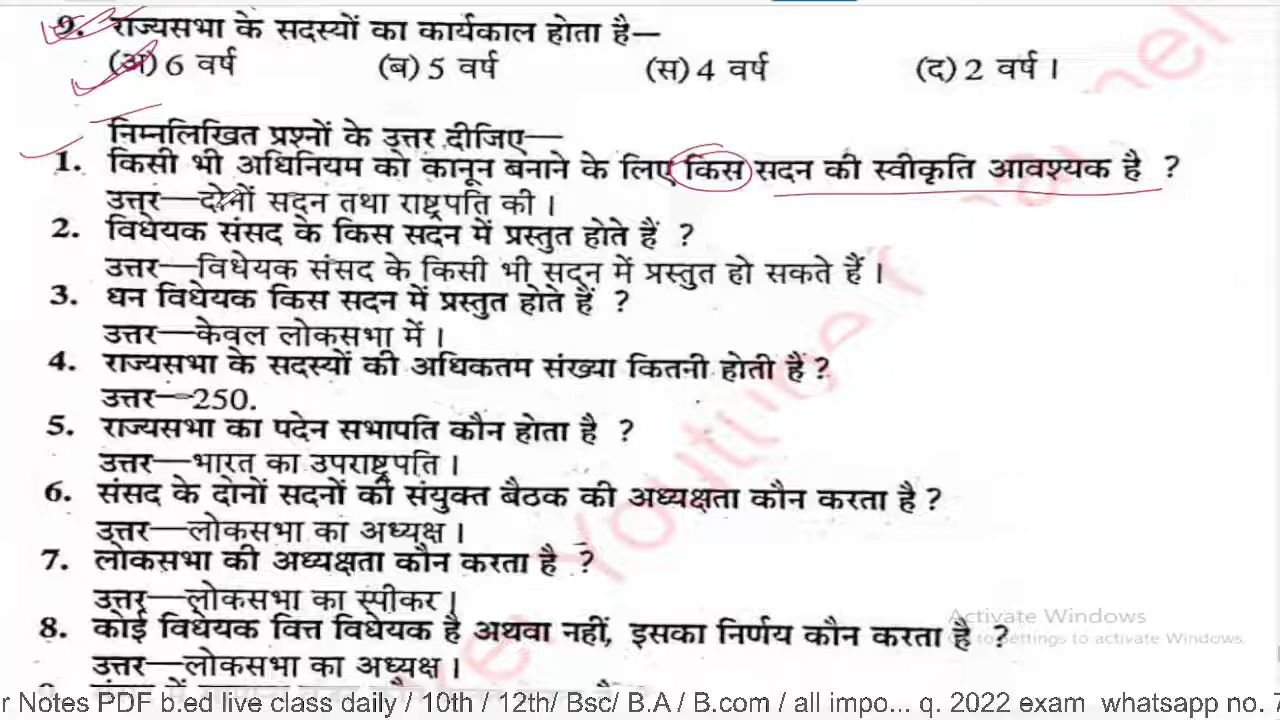 9. राज्यसभा के सदस्यों का कार्यकाल होता है—
(अ) 6 वर्ष (ब) 5 वर्ष (स) 4 वर्ष (द) 2 वर्ष ।
निम्नलिखित प्रश्नों के उत्तर दीजिए—
1. किसी भी अधिनियम को कानून बनाने के लिए किस सदन की स्वीकृति आवश्यक है ?
उत्तर—दोनों सदन तथा राष्ट्रपति की ।
2. विधेयक संसद के किस सदन में प्रस्तुत होते हैं ?
उत्तर—विधेयक संसद के किसी भी सदन में प्रस्तुत हो सकते हैं ।
3. धन विधेयक किस सदन में प्रस्तुत होते हैं ?
उत्तर—केवल लोकसभा में ।
4. राज्यसभा के सदस्यों की अधिकतम संख्या कितनी होती है ?
उत्तर—250.
5. राज्यसभा का पदेन सभापति कौन होता है ?
उत्तर—भारत का उपराष्ट्रपति ।
6. संसद के दोनों सदनों की संयुक्त बैठक की अध्यक्षता कौन करता है ?
उत्तर—लोकसभा का अध्यक्ष ।
7. लोकसभा की अध्यक्षता कौन करता है ?
उत्तर—लोकसभा का स्पीकर ।
8. कोई विधेयक वित्त विधेयक है अथवा नहीं, इसका निर्णय कौन करता है ?
उत्तर—लोकसभा का अध्यक्ष ।
Activate Windows
to Settings to activate Windows.
r Notes PDF b.ed live class daily / 10th / 12th/ Bsc/ B.A / B.com / all impo... q. 2022 exam whatsapp no. 7